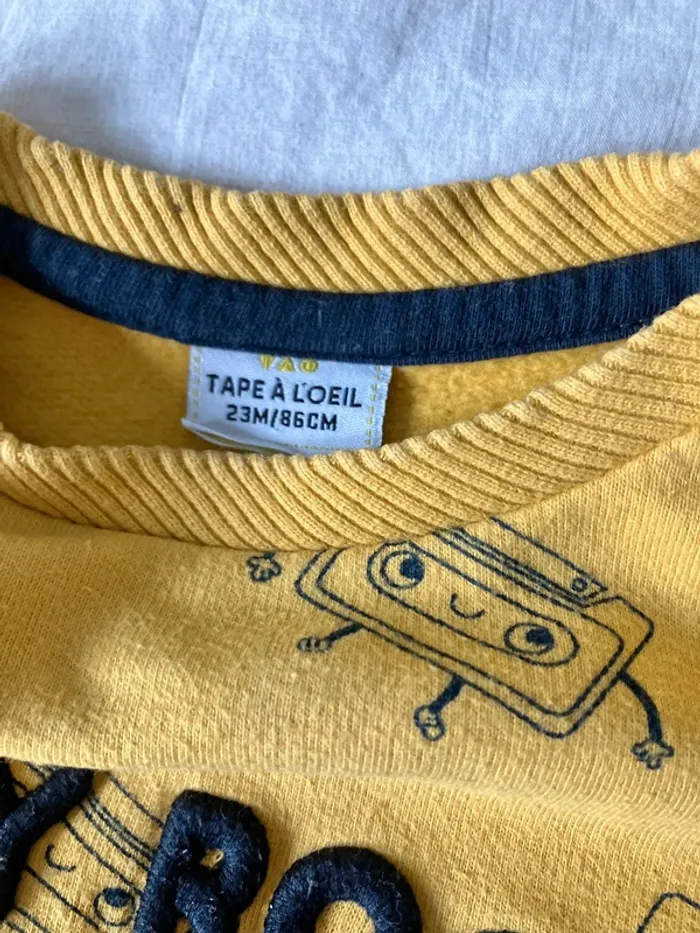 TAO
TAPE À L'OEIL
23M/86CM